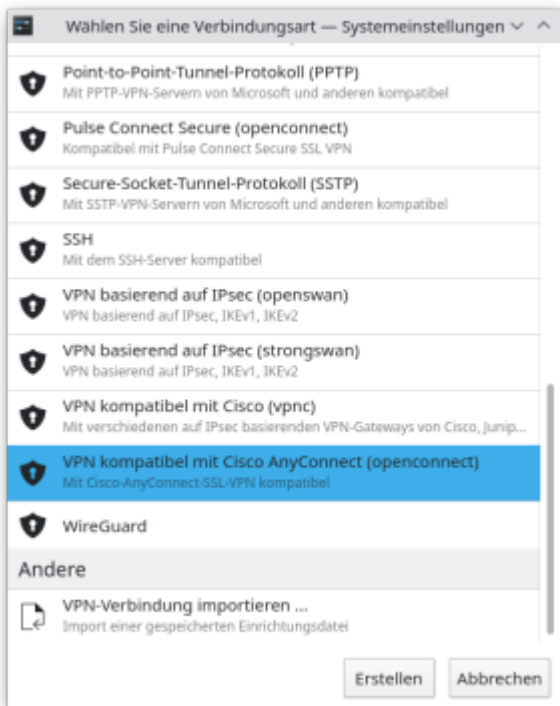 Wählen Sie eine Verbindungsart — Systemeinstellungen
Point-to-Point-Tunnel-Protokoll (PPTP)
Mit PPTP-VPN-Servern von Microsoft und anderen kompatibel
Pulse Connect Secure (openconnect)
Kompatibel mit Pulse Connect Secure SSL VPN
Secure-Socket-Tunnel-Protokoll (SSTP)
Mit SSTP-VPN-Servern von Microsoft und anderen kompatibel
SSH
Mit dem SSH-Server kompatibel
VPN basierend auf IPsec (openswan)
VPN basierend auf IPsec, IKEv1, IKEv2
VPN basierend auf IPsec (strongswan)
VPN basierend auf IPsec, IKEv1, IKEv2
VPN kompatibel mit Cisco (vpnc)
Mit verschiedenen auf IPsec basierenden VPN-Gateways von Cisco, Junip...
VPN kompatibel mit Cisco AnyConnect (openconnect)
Mit Cisco-AnyConnect-SSL-VPN kompatibel
WireGuard
Andere
VPN-Verbindung importieren ...
Import einer gespeicherten Einrichtungsdatei
Erstellen Abbrechen